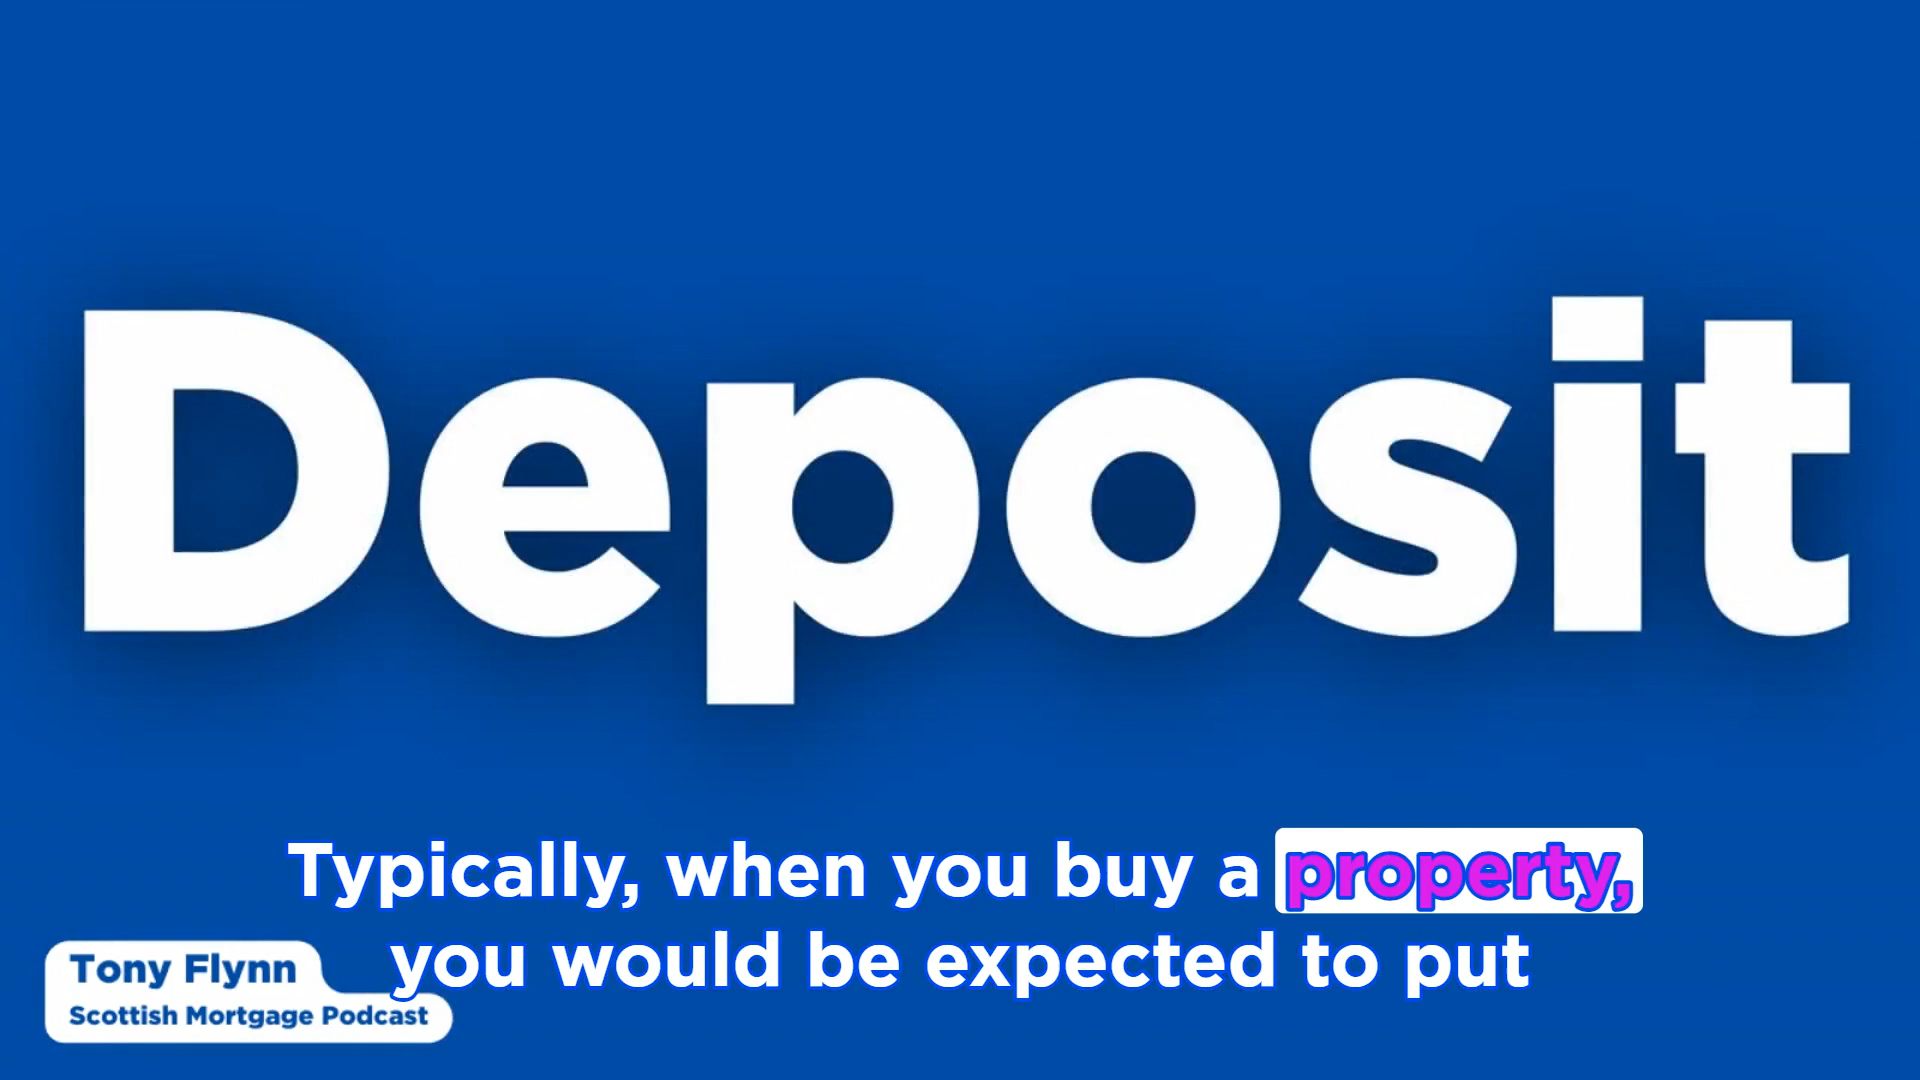 Deposit
Typically, when you buy a property,
you would be expected to put
Tony Flynn
Scottish Mortgage Podcast